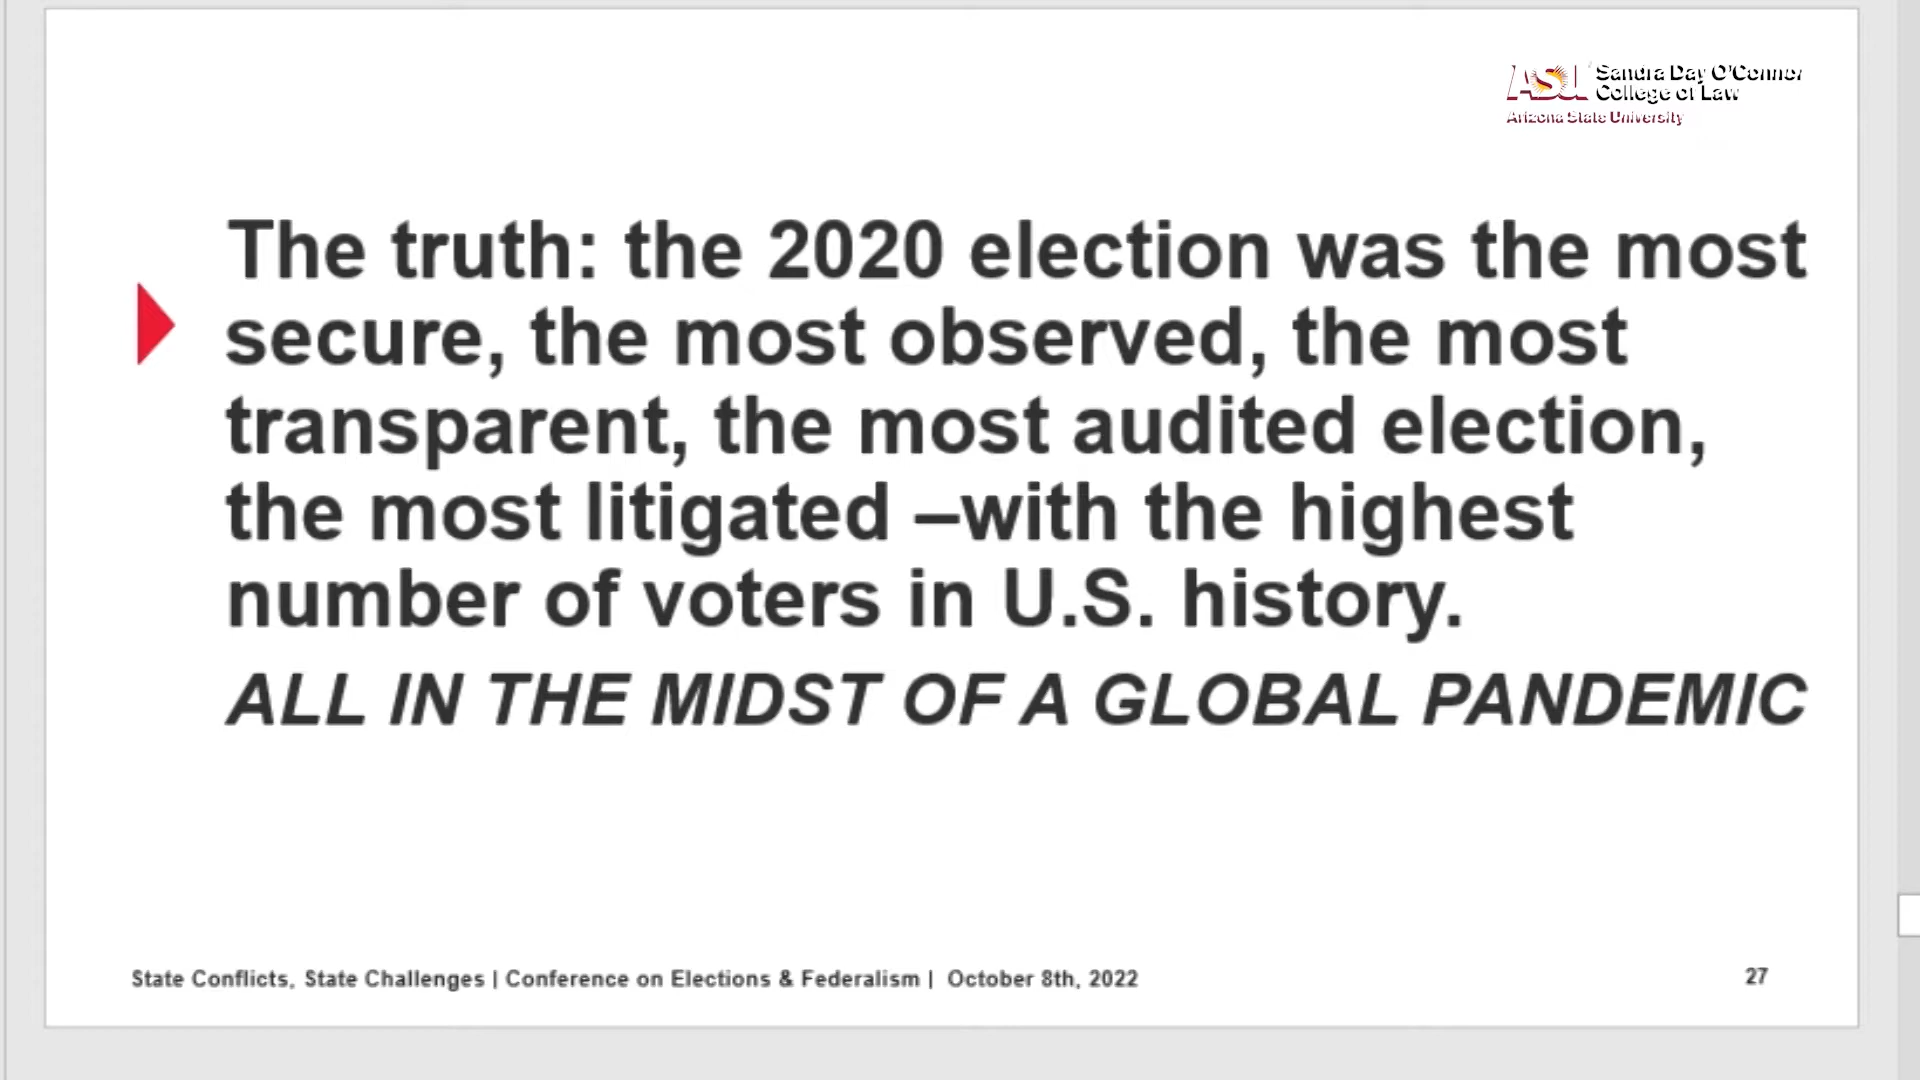 ASU Sandra Day O'Connor
College of Law
Arizona State University
The truth: the 2020 election was the most
secure, the most observed, the most
transparent, the most audited election,
the most litigated –with the highest
number of voters in U.S. history.
ALL IN THE MIDST OF A GLOBAL PANDEMIC
State Conflicts, State Challenges | Conference on Elections & Federalism | October 8th, 2022
27